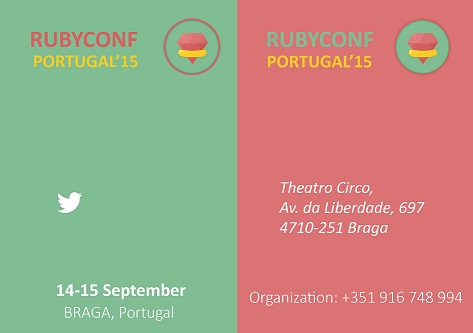 RUBYCONF
PORTUGAL'15
14-15 September
BRAGA, Portugal
RUBYCONF
PORTUGAL'15
Theatro Circo,
Av. da Liberdade, 697
4710-251 Braga
Organization: +351 916 748 994